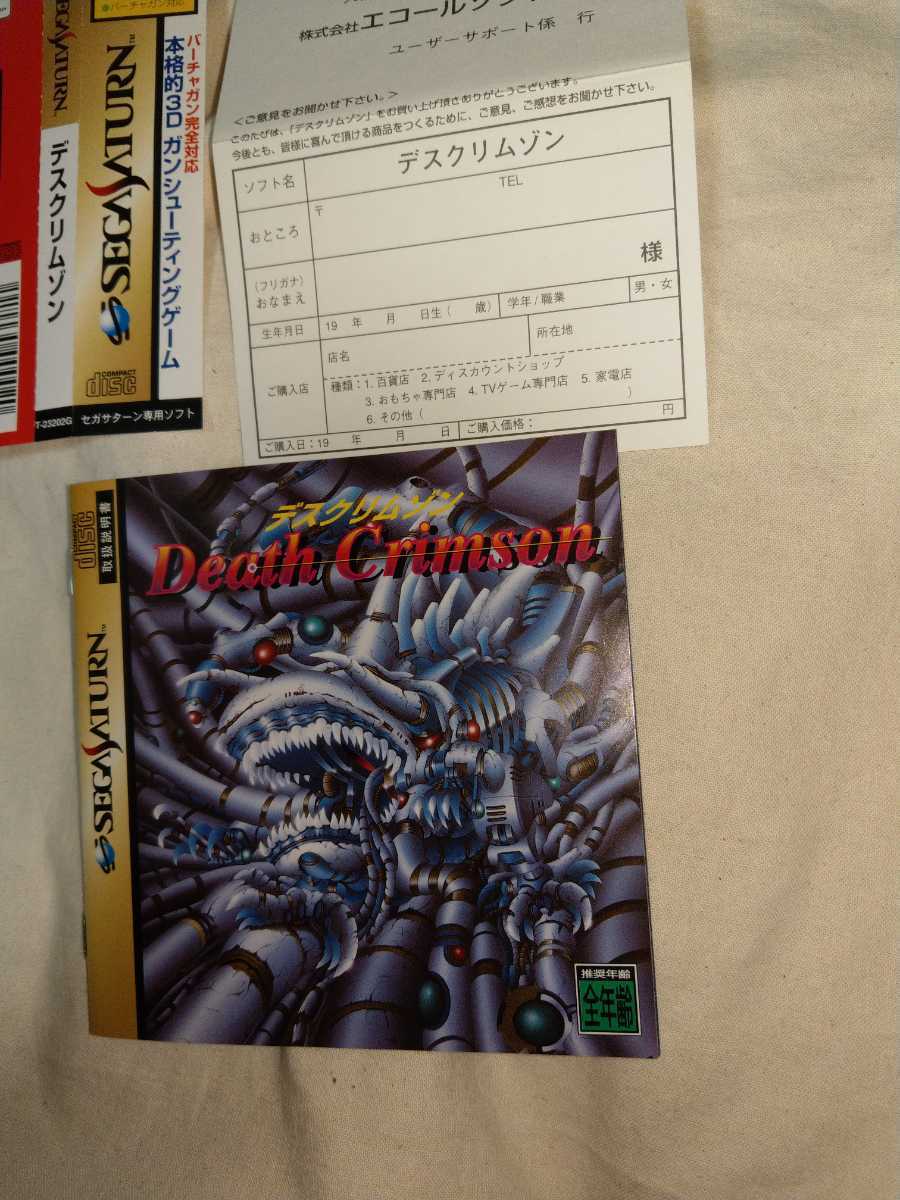 バーチャガン対応
SEGASATURN™
デスクリムゾン
SEGASATURN™
バーチャガン完全対応
本格的3D ガンシューティングゲーム
COMPACT
disc
T-23202G
セガサターン専用ソフト
株式会社エコール
ユーザーサポート係 行
<ご意見をお聞かせ下さい。>
このたびは、「デスクリムゾン」をお買い上げ頂きありがとうございます。
今後とも、皆様に喜んで頂ける商品をつくるために、ご意見、ご感想をお聞かせ下さい。
ソフト名 デスクリムゾン
おところ 〒 TEL
(フリガナ)
おなまえ 様
生年月日 19 年 月 日生( 歳) 学年/職業 男・女
ご購入店 店名 所在地
種類:1. 百貨店 2. ディスカウントショップ
3. おもちゃ専門店 4. TVゲーム専門店 5. 家電店
6. その他( )
ご購入日:19 年 月 日 ご購入価格: 円
COMPACT
disc
取扱説明書
SEGASATURN
デスクリムゾン
Death Crimson
推奨年齢
全年齢